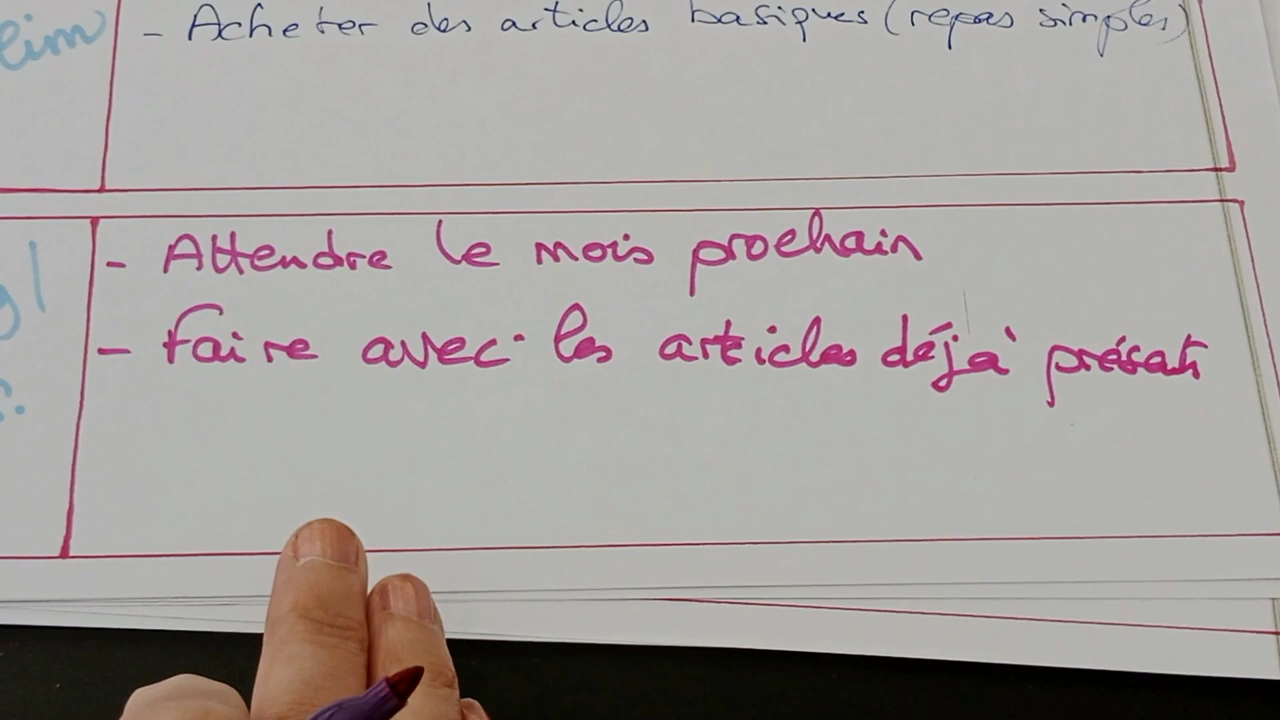 - Acheter des articles basiques (repas simples)
- Attendre le mois prochain
- Faire avec les articles déjà présents